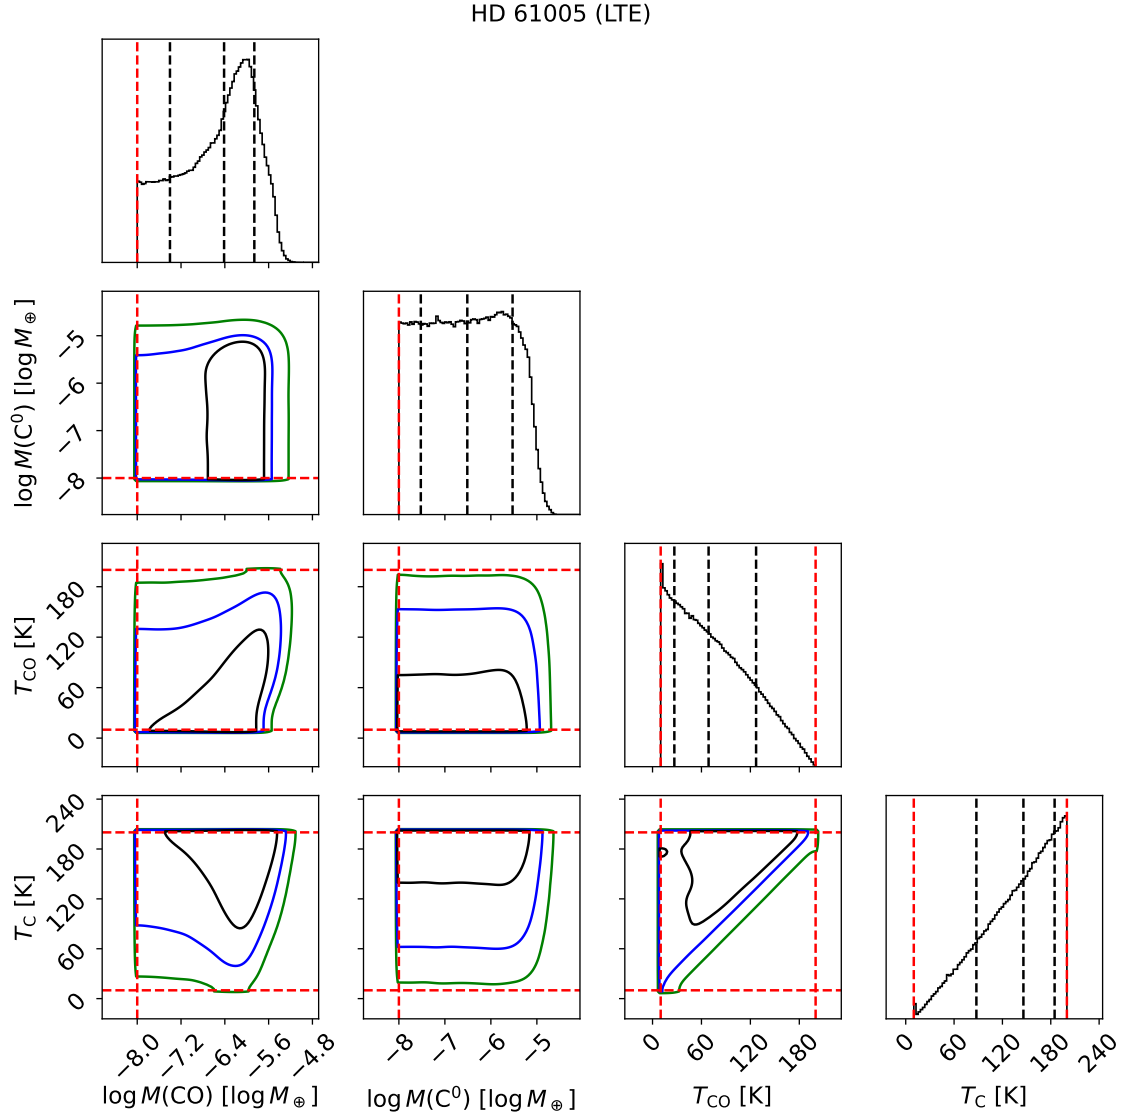 HD 61005 (LTE)
log M(C⁰) [log M⊕]
−5
−6
−7
−8
T_CO [K]
180
120
60
0
T_C [K]
240
180
120
60
0
−8.0 −7.2 −6.4 −5.6 −4.8
−8 −7 −6 −5
0 60 120 180
0 60 120 180 240
log M(CO) [log M⊕]
log M(C⁰) [log M⊕]
T_CO [K]
T_C [K]